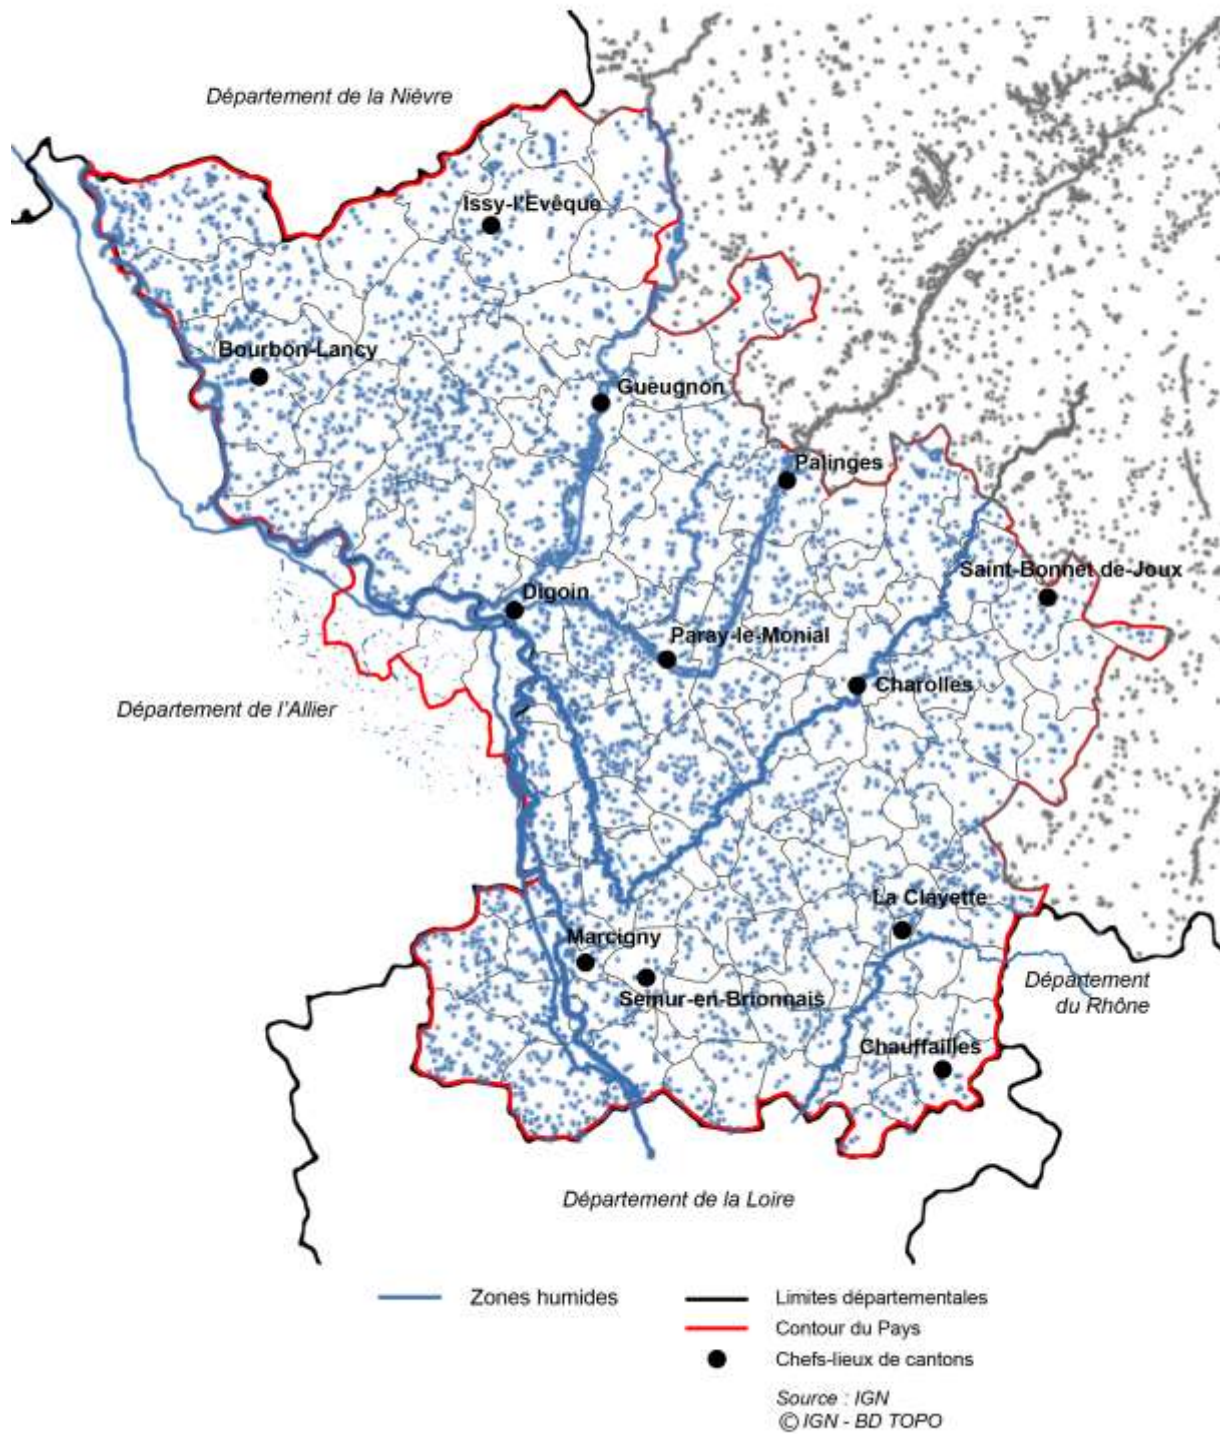 Département de la Nièvre
Issy-l'Evêque
Bourbon-Lancy
Gueugnon
Palinges
Saint-Bonnet de-Joux
Digoin
Paray-le-Monial
Charolles
Département de l'Allier
La Clayette
Marcigny
Semur-en-Brionnais
Département
du Rhône
Chauffailles
Département de la Loire
Zones humides
Limites départementales
Contour du Pays
Chefs-lieux de cantons
Source : IGN
© IGN - BD TOPO